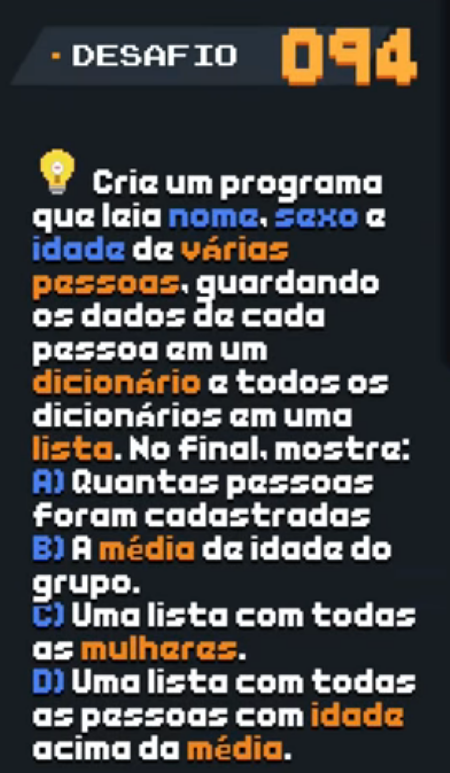 DESAFIO 094
Crie um programa
que leia nome, sexo e
idade de várias
pessoas, guardando
os dados de cada
pessoa em um
dicionário e todos os
dicionários em uma
lista. No final, mostre:
A) Quantas pessoas
foram cadastradas
B) A média de idade do
grupo.
C) Uma lista com todas
as mulheres.
D) Uma lista com todas
as pessoas com idade
acima da média.